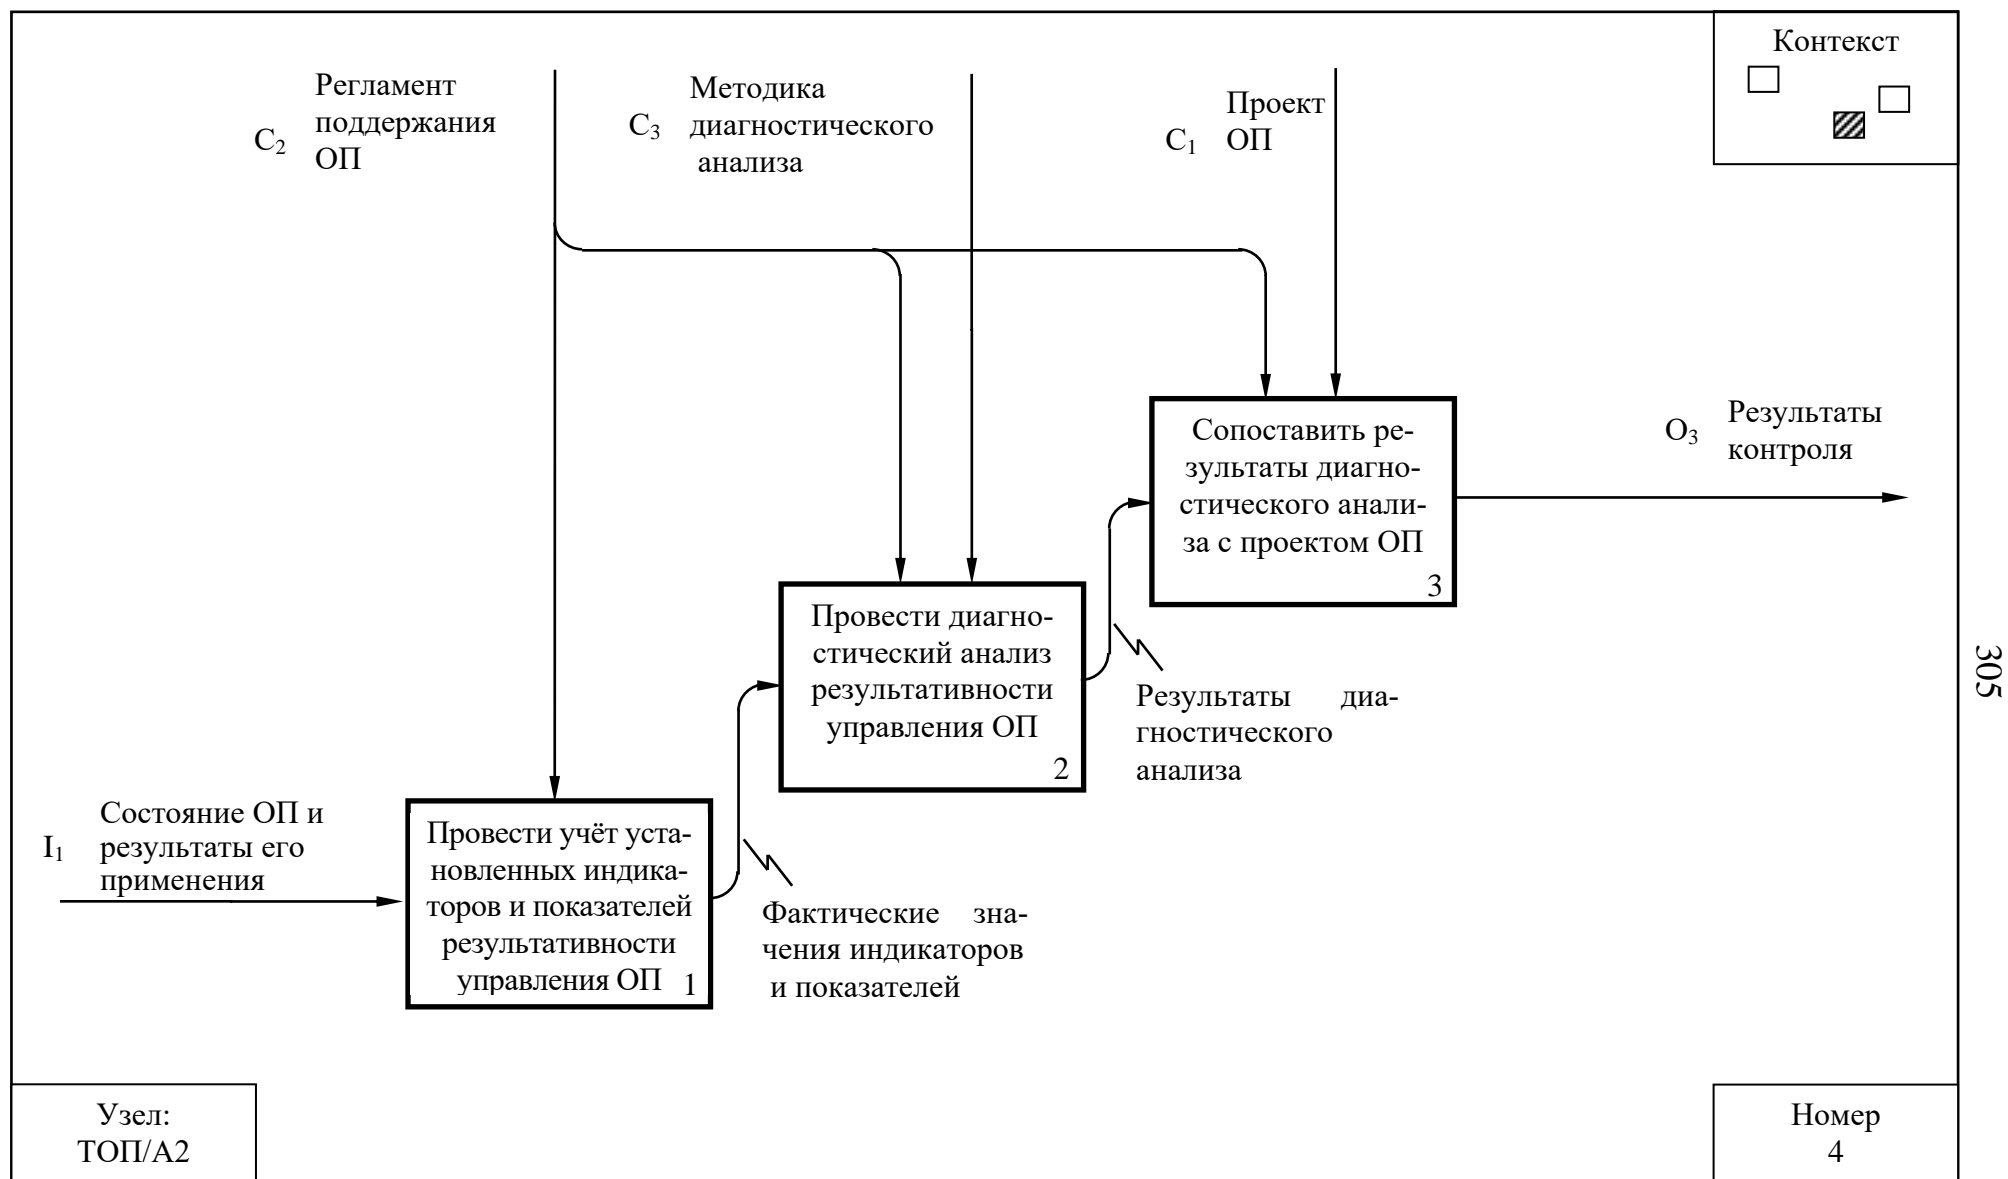 Контекст
Регламент
поддержания
ОП
C2
Методика
диагностического
анализа
C3
Проект
ОП
C1
Сопоставить ре-
зультаты диагно-
стического анали-
за с проектом ОП
3
Результаты
контроля
O3
Провести диагно-
стический анализ
результативности
управления ОП
2
Результаты диа-
гностического
анализа
Состояние ОП и
результаты его
применения
I1
Провести учёт уста-
новленных индика-
торов и показателей
результативности
управления ОП
1
Фактические зна-
чения индикаторов
и показателей
305
Узел:
ТОП/А2
Номер
4